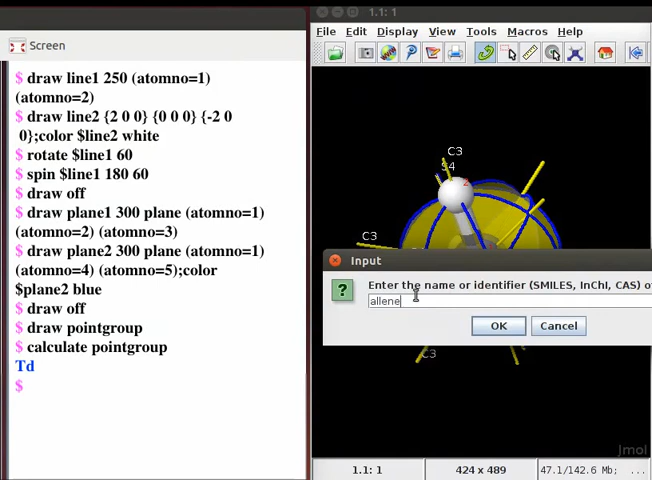 1.1: 1
Screen
File Edit Display View Tools Macros Help
$ draw line1 250 (atomno=1)
(atomno=2)
$ draw line2 {2 0 0} {0 0 0} {-2 0
0};color $line2 white
$ rotate $line1 60
$ spin $line1 180 60
$ draw off
$ draw plane1 300 plane (atomno=1)
(atomno=2) (atomno=3)
$ draw plane2 300 plane (atomno=1)
(atomno=4) (atomno=5);color
$plane2 blue
$ draw off
$ draw pointgroup
$ calculate pointgroup
Td
$
C3
S4
2
C3
Input
Enter the name or identifier (SMILES, InChI, CAS) o
allene
OK Cancel
C3
Jmol
1.1: 1 424 x 489 47.1/142.6 Mb; ...